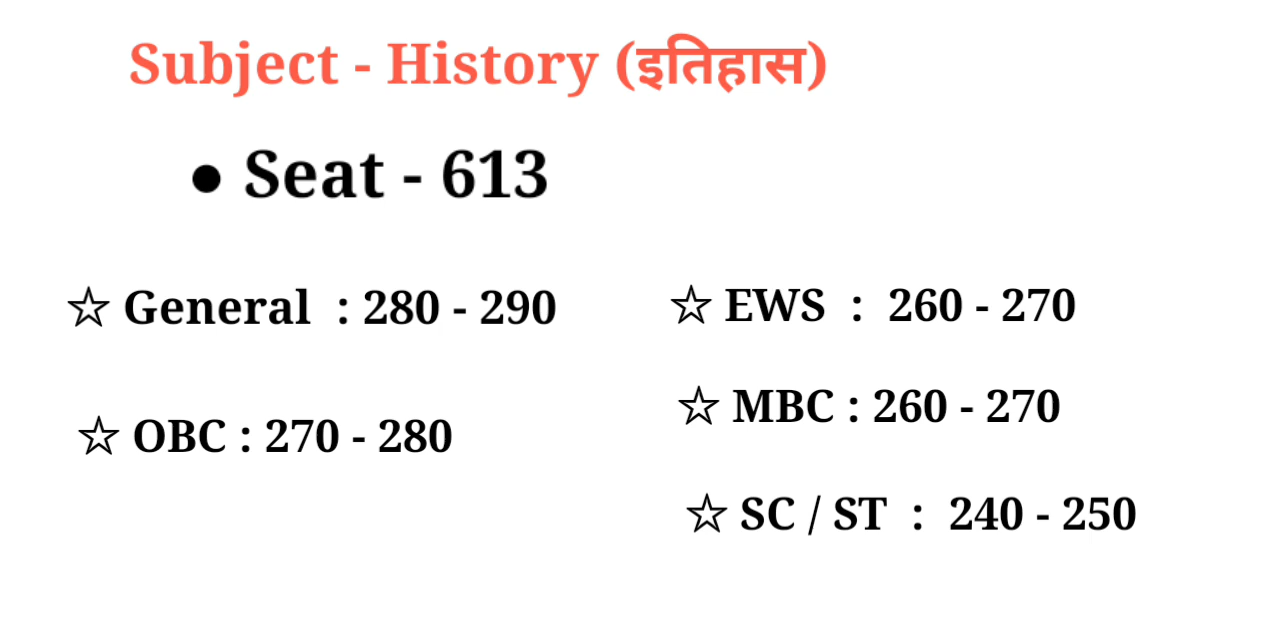 Subject - History (इतिहास)
● Seat - 613
☆ General : 280 - 290
☆ EWS : 260 - 270
☆ OBC : 270 - 280
☆ MBC : 260 - 270
☆ SC / ST : 240 - 250